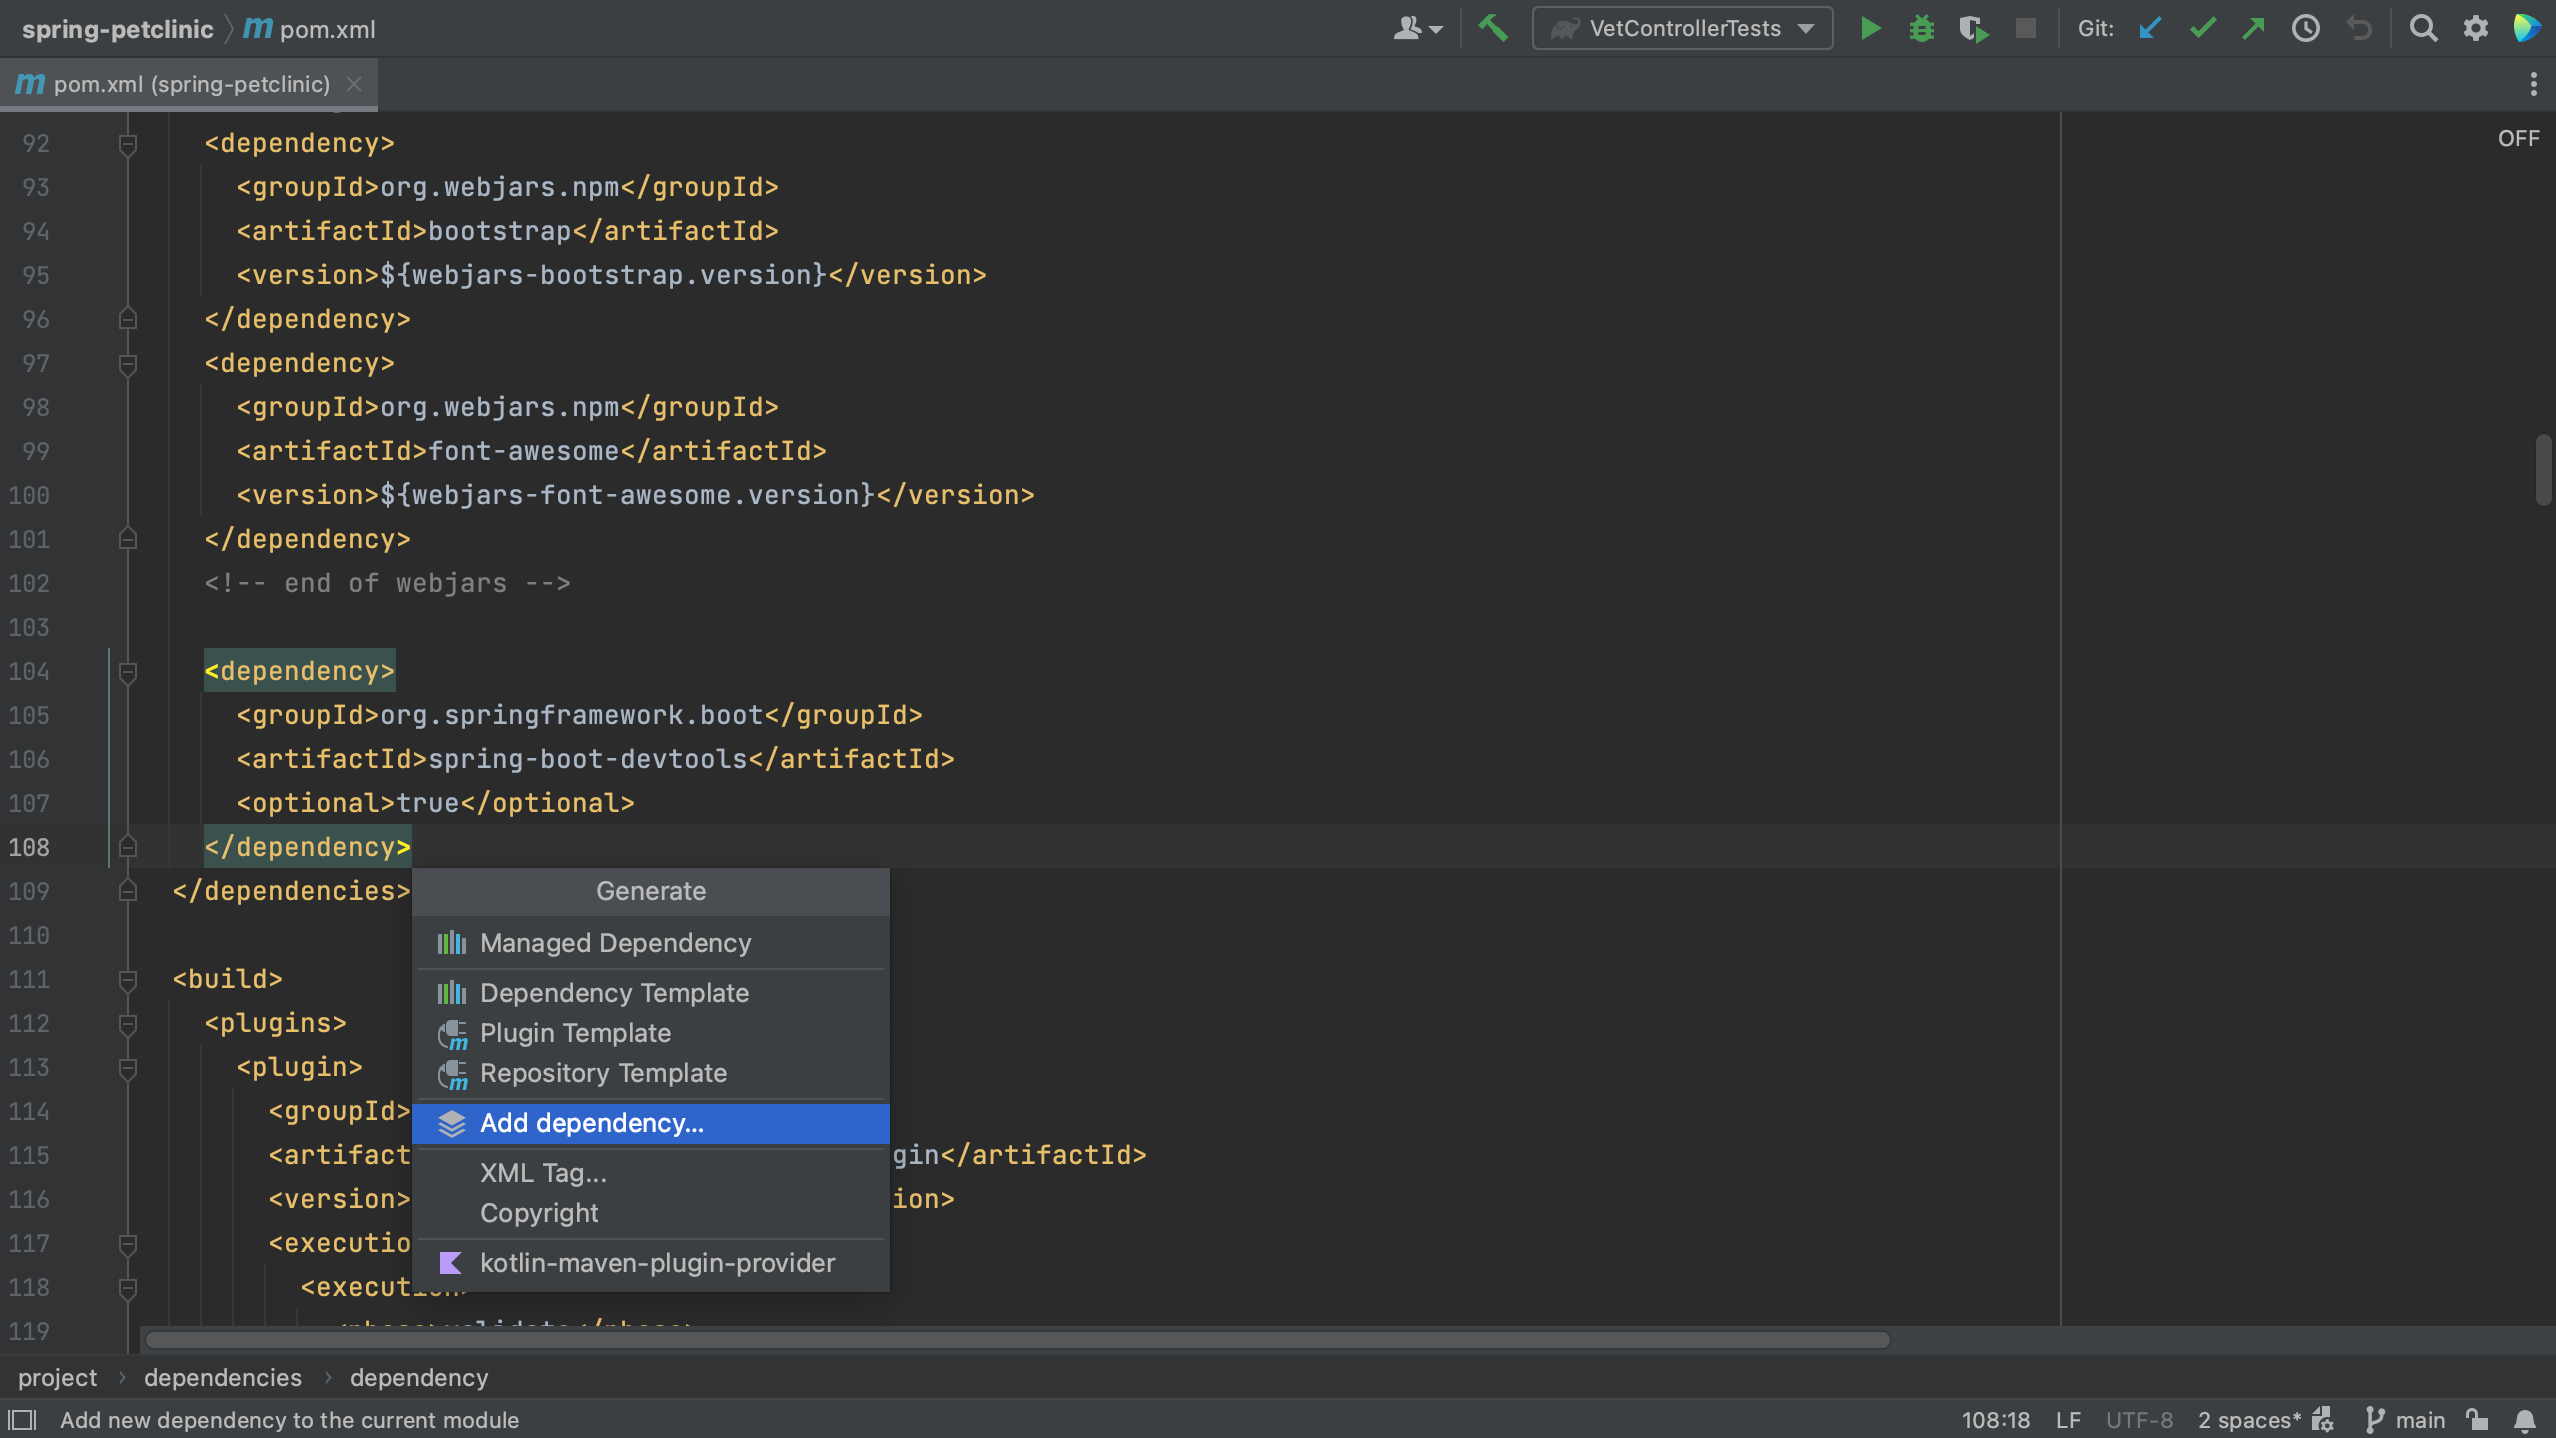 spring-petclinic pom.xml VetControllerTests Git:
pom.xml (spring-petclinic)
OFF
92 <dependency>
93 <groupId>org.webjars.npm</groupId>
94 <artifactId>bootstrap</artifactId>
95 <version>${webjars-bootstrap.version}</version>
96 </dependency>
97 <dependency>
98 <groupId>org.webjars.npm</groupId>
99 <artifactId>font-awesome</artifactId>
100 <version>${webjars-font-awesome.version}</version>
101 </dependency>
102 <!-- end of webjars -->
103
104 <dependency>
105 <groupId>org.springframework.boot</groupId>
106 <artifactId>spring-boot-devtools</artifactId>
107 <optional>true</optional>
108 </dependency>
109 </dependencies>
110
111 <build>
112 <plugins>
113 <plugin>
114 <groupId>
115 <artifact gin</artifactId>
116 <version> ion>
117 <executio
118 <execution>
119
Generate
Managed Dependency
Dependency Template
Plugin Template
Repository Template
Add dependency...
XML Tag...
Copyright
kotlin-maven-plugin-provider
project dependencies dependency
Add new dependency to the current module 108:18 LF UTF-8 2 spaces* main